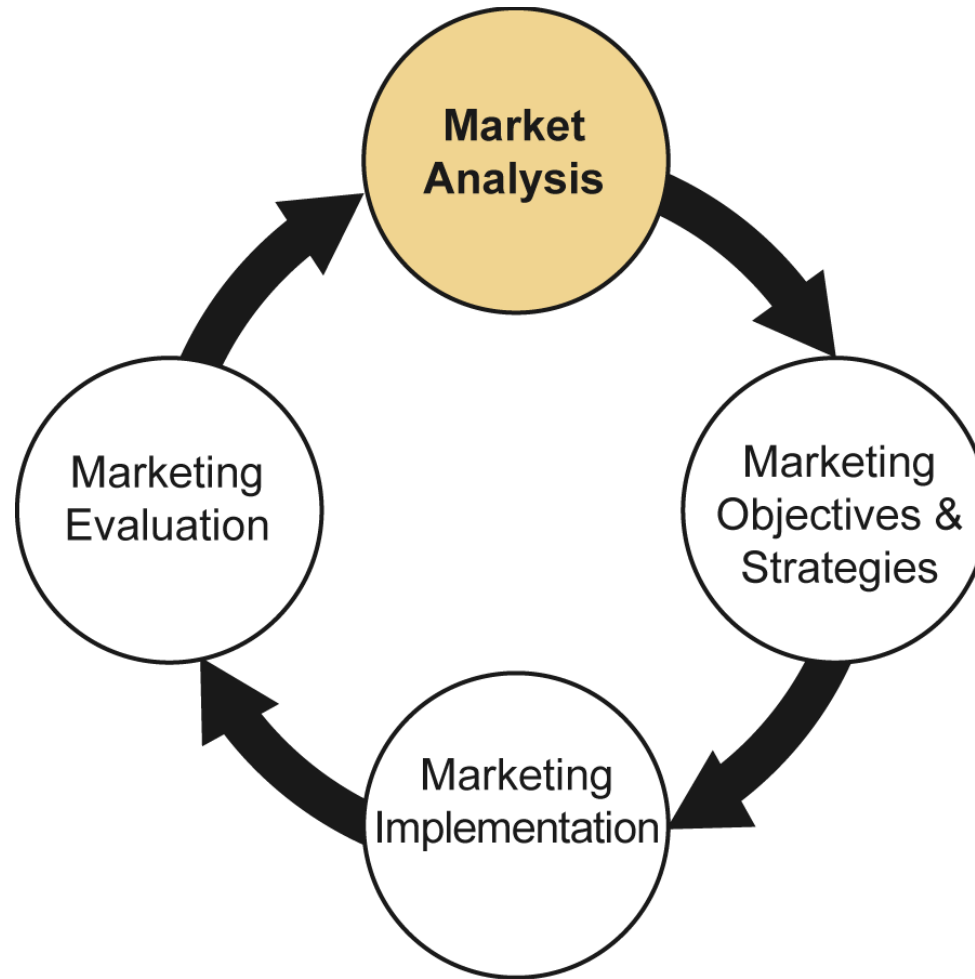 Market
Analysis
Marketing
Objectives &
Strategies
Marketing
Implementation
Marketing
Evaluation